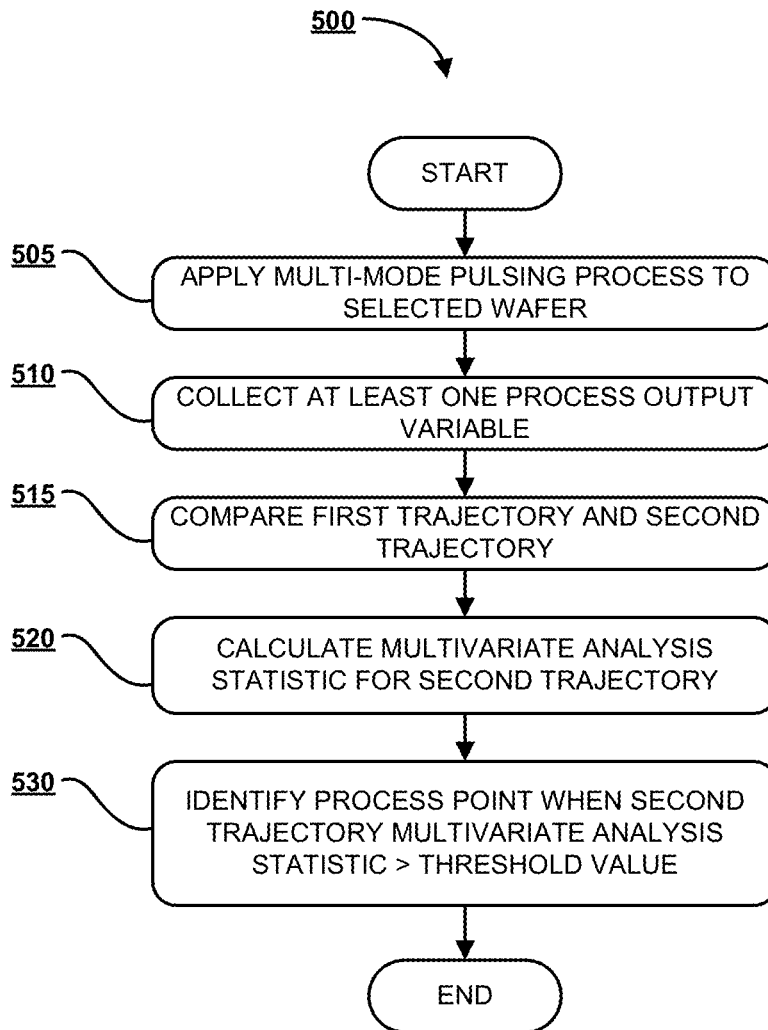 500
START
505
APPLY MULTI-MODE PULSING PROCESS TO
SELECTED WAFER
510
COLLECT AT LEAST ONE PROCESS OUTPUT
VARIABLE
515
COMPARE FIRST TRAJECTORY AND SECOND
TRAJECTORY
520
CALCULATE MULTIVARIATE ANALYSIS
STATISTIC FOR SECOND TRAJECTORY
530
IDENTIFY PROCESS POINT WHEN SECOND
TRAJECTORY MULTIVARIATE ANALYSIS
STATISTIC > THRESHOLD VALUE
END